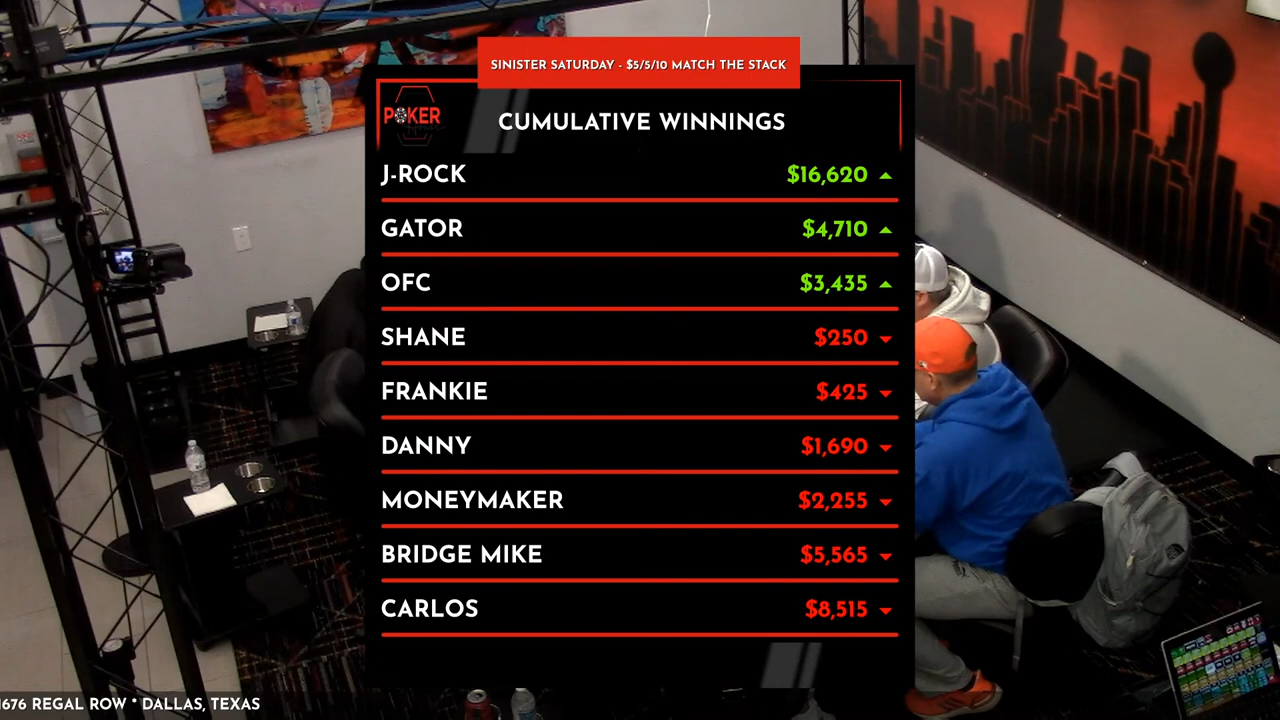 SINISTER SATURDAY - $5/5/10 MATCH THE STACK
POKER
CUMULATIVE WINNINGS
J-ROCK $16,620
GATOR $4,710
OFC $3,435
SHANE $250
FRANKIE $425
DANNY $1,690
MONEYMAKER $2,255
BRIDGE MIKE $5,565
CARLOS $8,515
1676 REGAL ROW * DALLAS, TEXAS